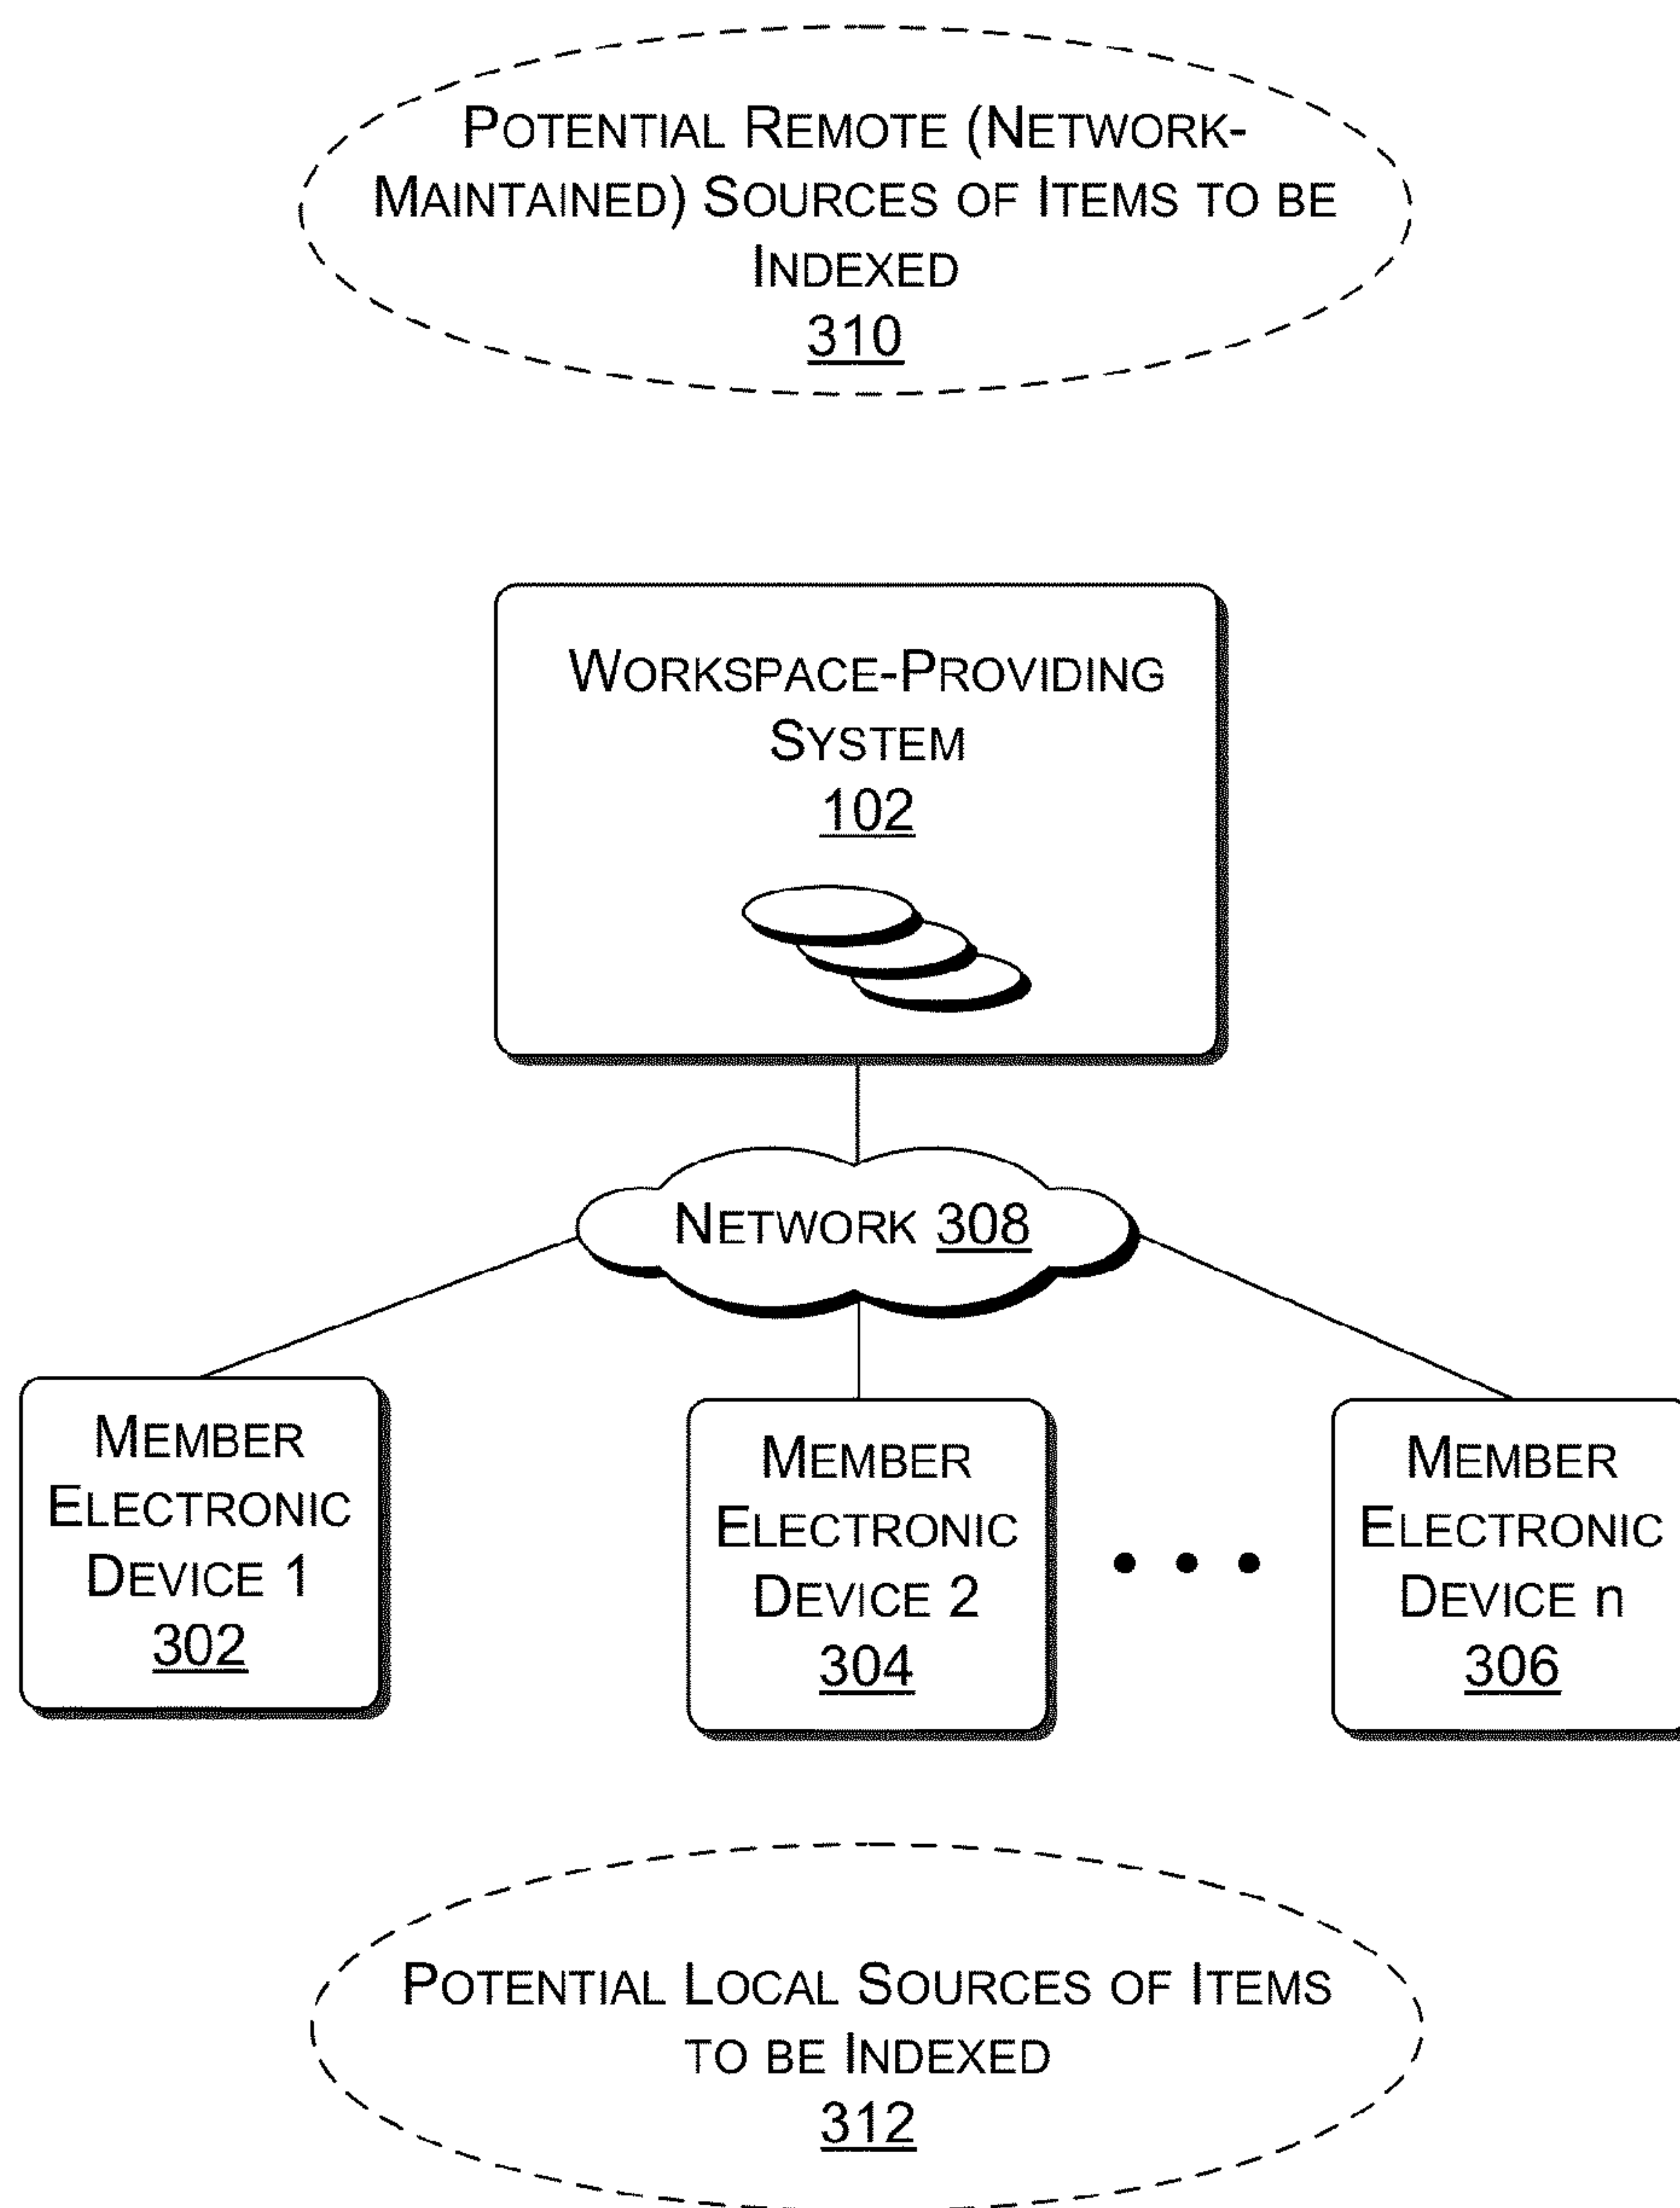 POTENTIAL REMOTE (NETWORK-
MAINTAINED) SOURCES OF ITEMS TO BE
INDEXED
310
WORKSPACE-PROVIDING
SYSTEM
102
NETWORK 308
MEMBER
ELECTRONIC
DEVICE 1
302
MEMBER
ELECTRONIC
DEVICE 2
304
• • •
MEMBER
ELECTRONIC
DEVICE n
306
POTENTIAL LOCAL SOURCES OF ITEMS
TO BE INDEXED
312